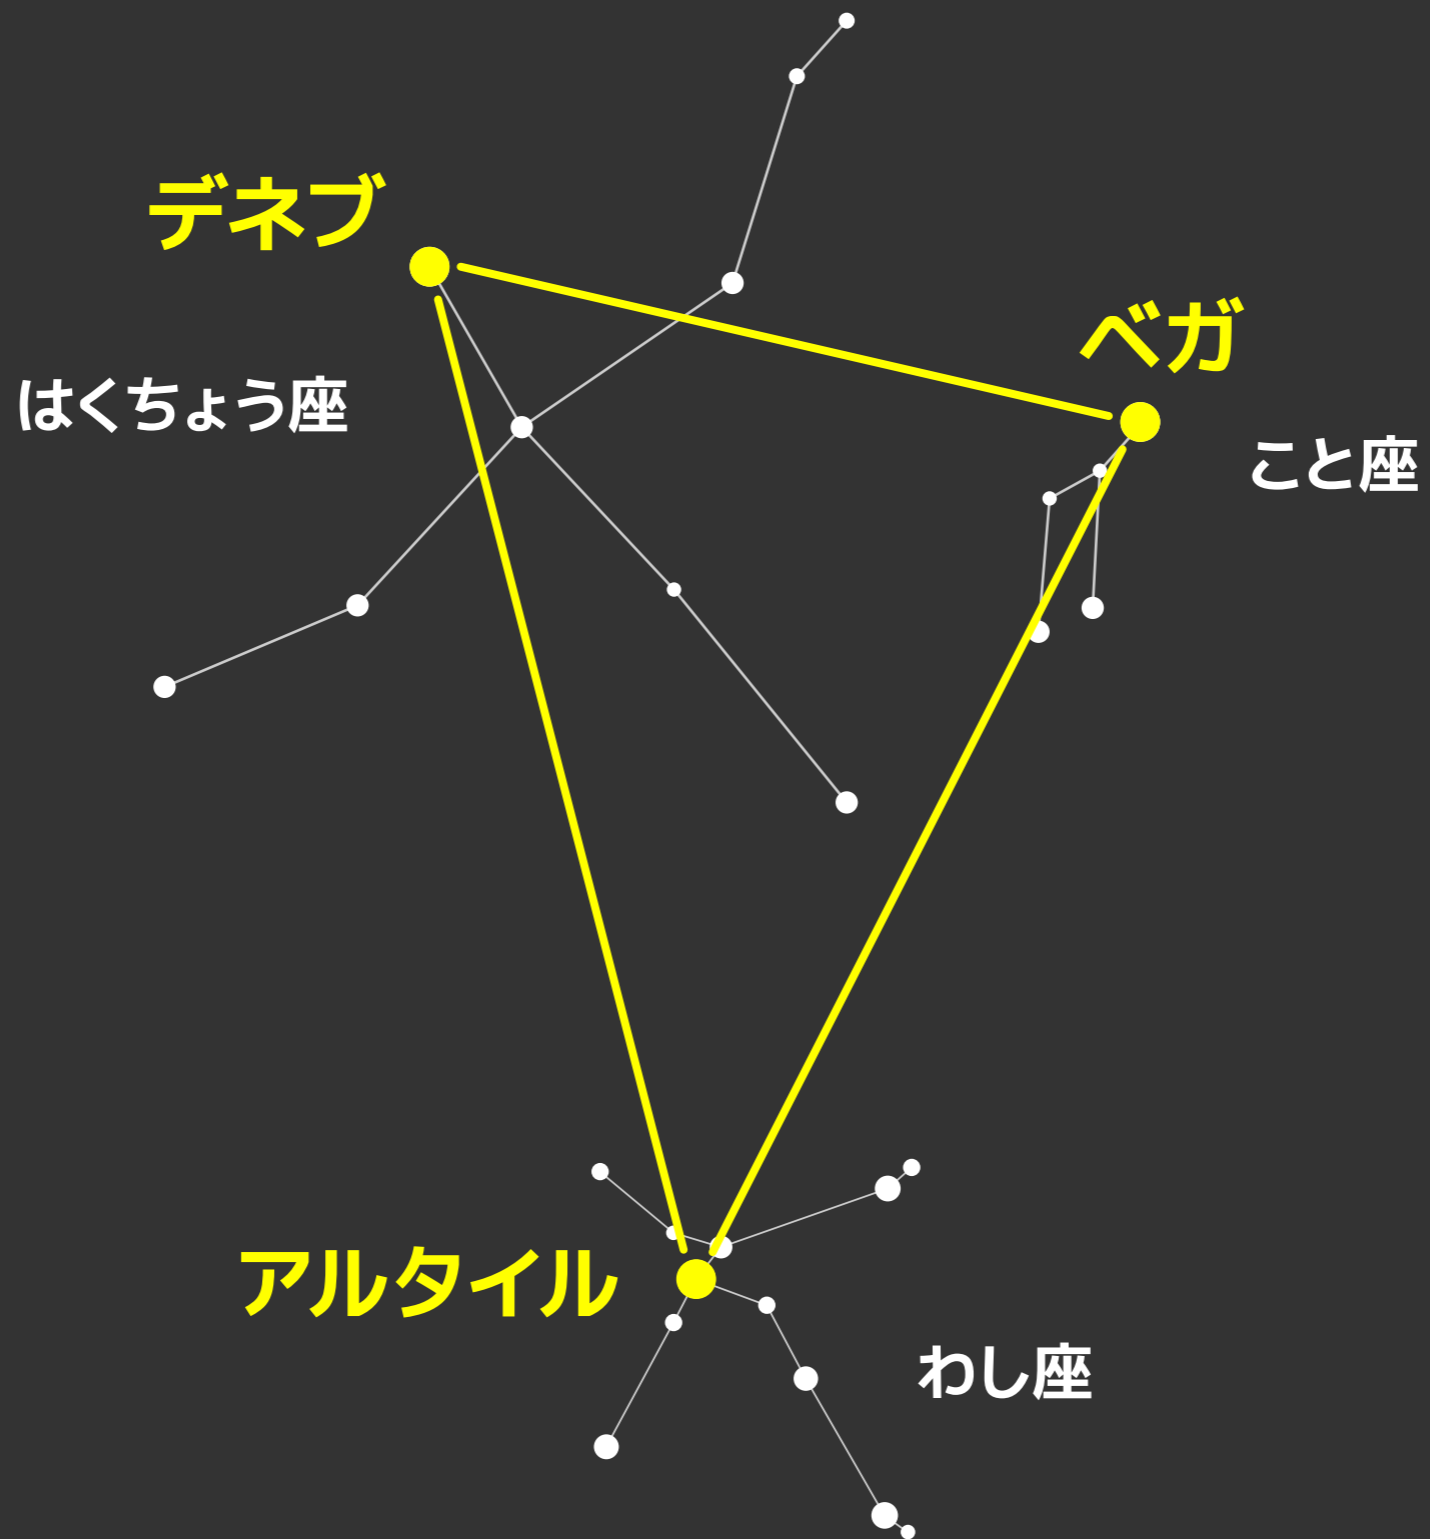 デネブ
ベガ
はくちょう座
こと座
アルタイル
わし座